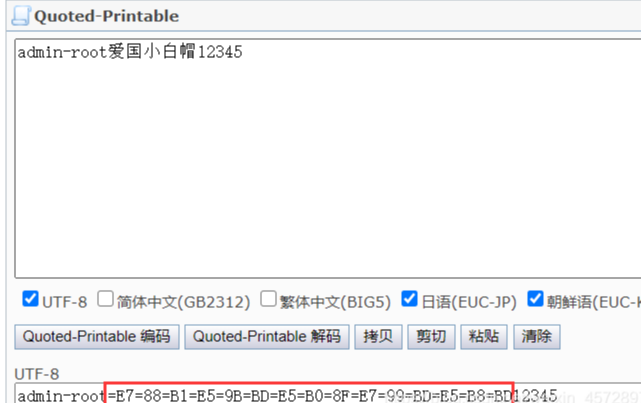 Quoted-Printable
admin-root爱国小白帽12345
UTF-8 简体中文(GB2312) 繁体中文(BIG5) 日语(EUC-JP) 朝鲜语(EUC-K
Quoted-Printable 编码 Quoted-Printable 解码 拷贝 剪切 粘贴 清除
UTF-8
admin-root=E7=88=B1=E5=9B=BD=E5=B0=8F=E7=99=BD=E5=B8=BD12345